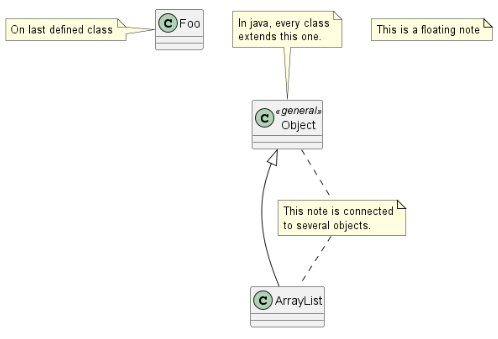 On last defined class
C Foo
In java, every class
extends this one.
This is a floating note
C «general»
Object
This note is connected
to several objects.
C ArrayList